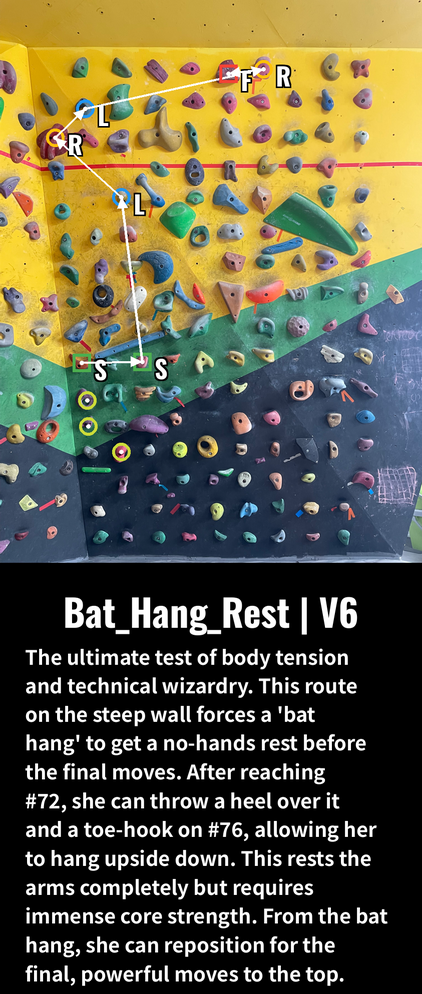 F R
L
R
L
S S
Bat_Hang_Rest | V6
The ultimate test of body tension
and technical wizardry. This route
on the steep wall forces a 'bat
hang' to get a no-hands rest before
the final moves. After reaching
#72, she can throw a heel over it
and a toe-hook on #76, allowing her
to hang upside down. This rests the
arms completely but requires
immense core strength. From the bat
hang, she can reposition for the
final, powerful moves to the top.